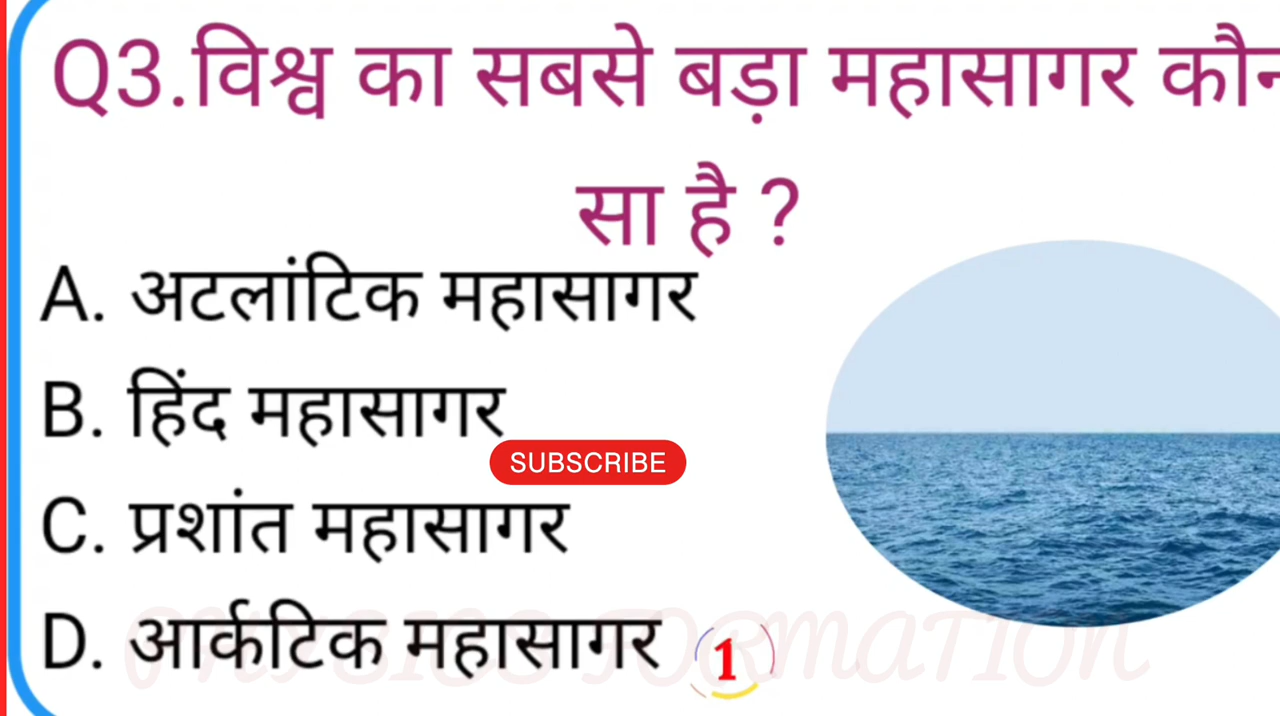 Q3.विश्व का सबसे बड़ा महासागर कौन
सा है ?
A. अटलांटिक महासागर
B. हिंद महासागर
SUBSCRIBE
C. प्रशांत महासागर
D. आर्कटिक महासागर
1